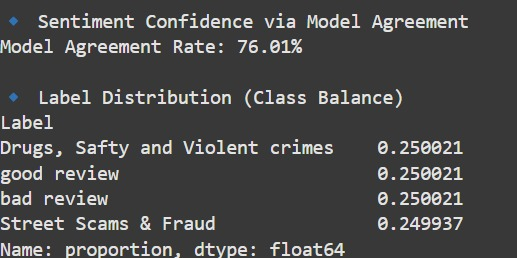 🔹 Sentiment Confidence via Model Agreement
Model Agreement Rate: 76.01%
🔹 Label Distribution (Class Balance)
Label
Drugs, Safty and Violent crimes    0.250021
good review                        0.250021
bad review                         0.250021
Street Scams & Fraud               0.249937
Name: proportion, dtype: float64